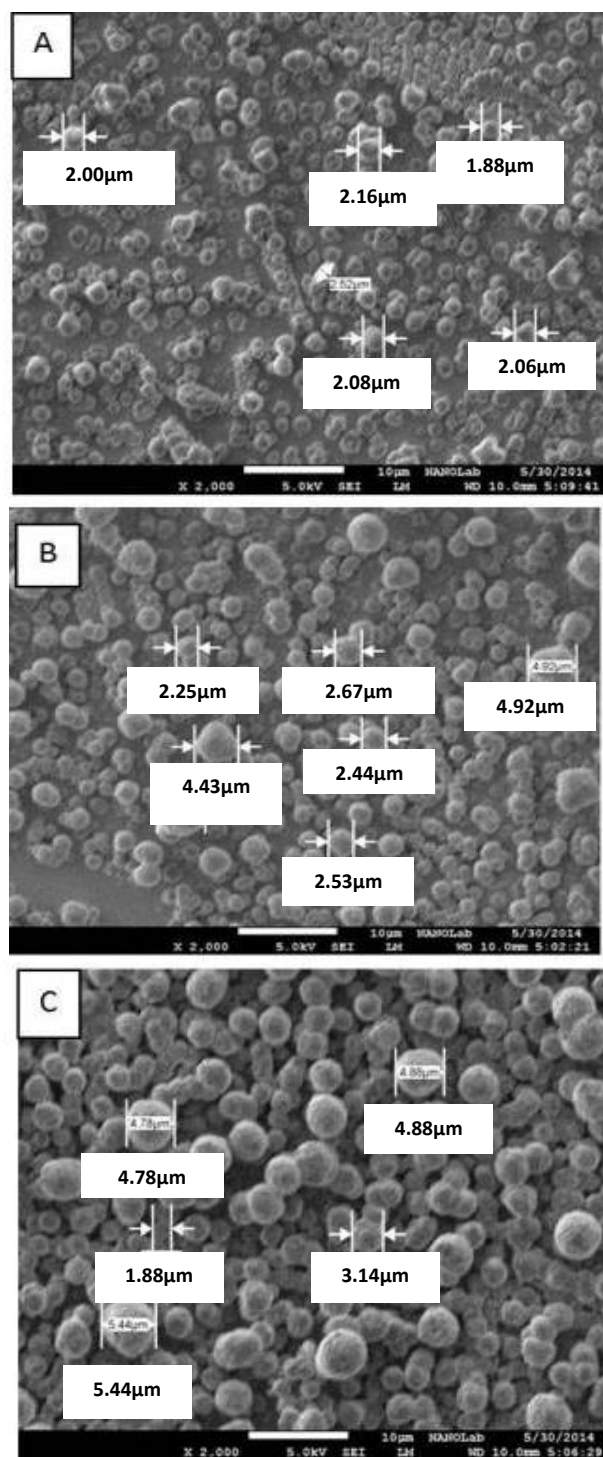 A
2.00μm
2.16μm
1.88μm
2.52μm
2.08μm
2.06μm
10μm NANOLab 5/30/2014
X 2,000 5.0kV SEI LM WD 10.0mm 5:09:41
B
2.25μm
2.67μm
4.92μm
4.92μm
4.43μm
2.44μm
2.53μm
10μm NANOLab 5/30/2014
X 2,000 5.0kV SEI LM WD 10.0mm 5:02:21
C
4.88μm
4.88μm
4.78μm
4.78μm
1.88μm
3.14μm
5.44μm
5.44μm
10μm NANOLab 5/30/2014
X 2,000 5.0kV SEI LM WD 10.0mm 5:06:29